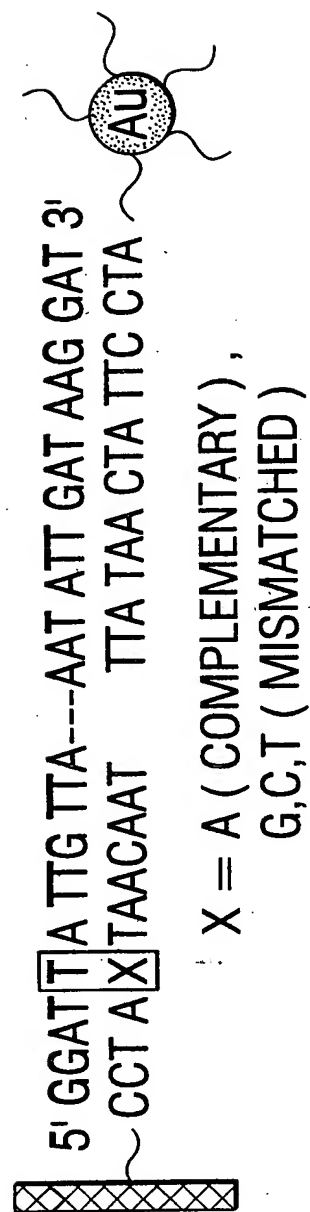 5' GGATT A TTG TTA---AAT ATT GAT AAG GAT 3'
CCT A X TAACAAT TTA TAA CTA TTC CTA
Au
X = A ( COMPLEMENTARY ) ,
G,C,T ( MISMATCHED )